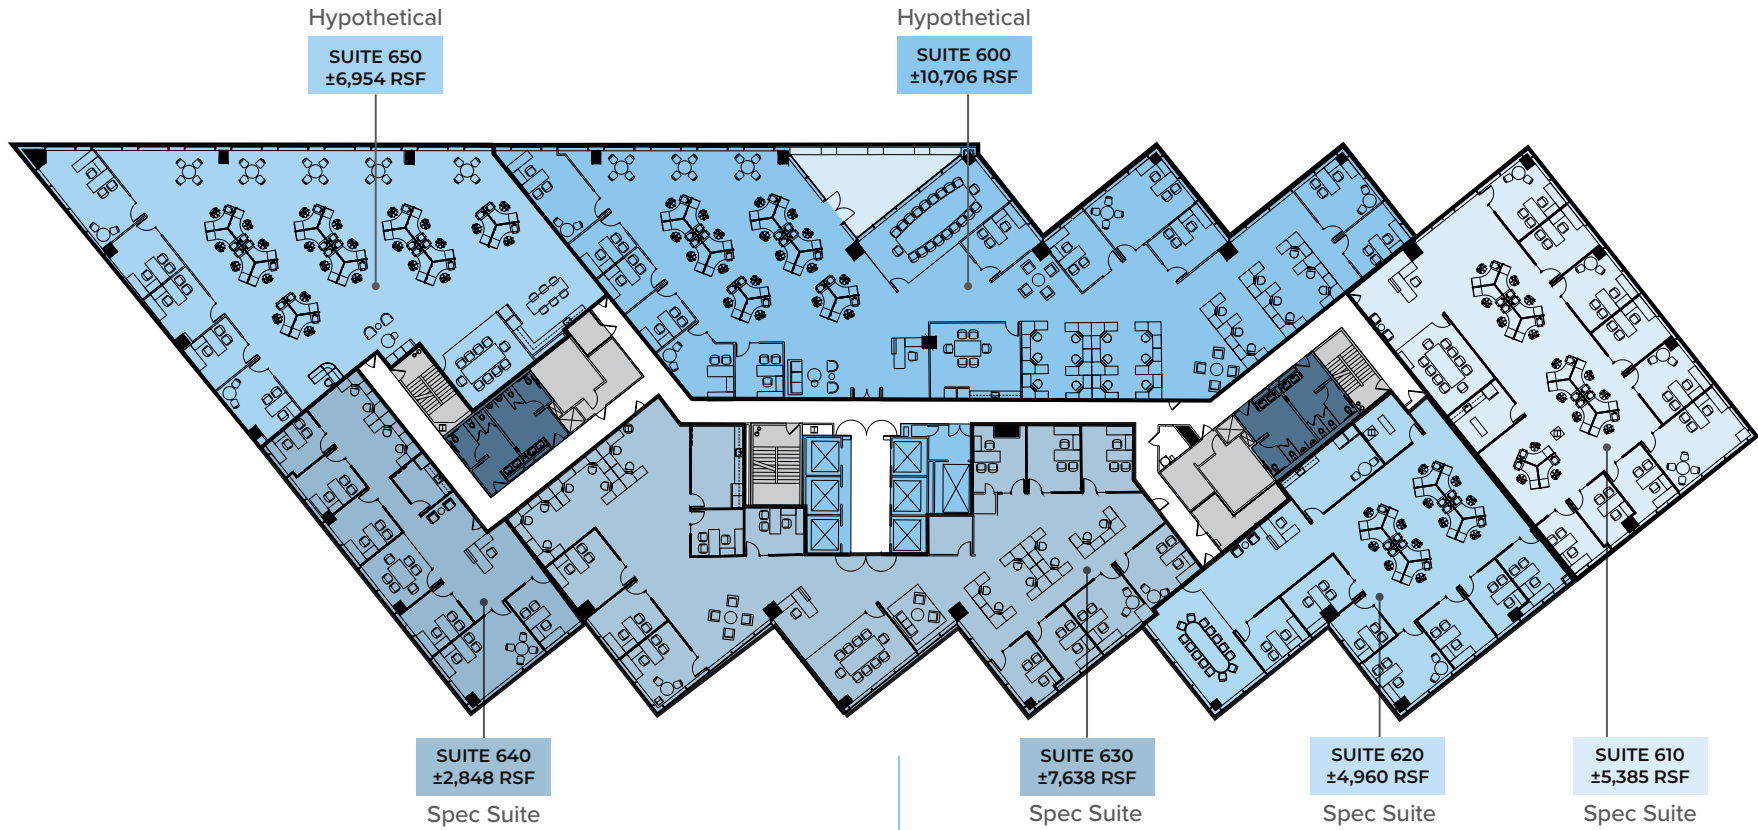 Hypothetical
SUITE 650
±6,954 RSF
Hypothetical
SUITE 600
±10,706 RSF
SUITE 640
±2,848 RSF
Spec Suite
SUITE 630
±7,638 RSF
Spec Suite
SUITE 620
±4,960 RSF
Spec Suite
SUITE 610
±5,385 RSF
Spec Suite